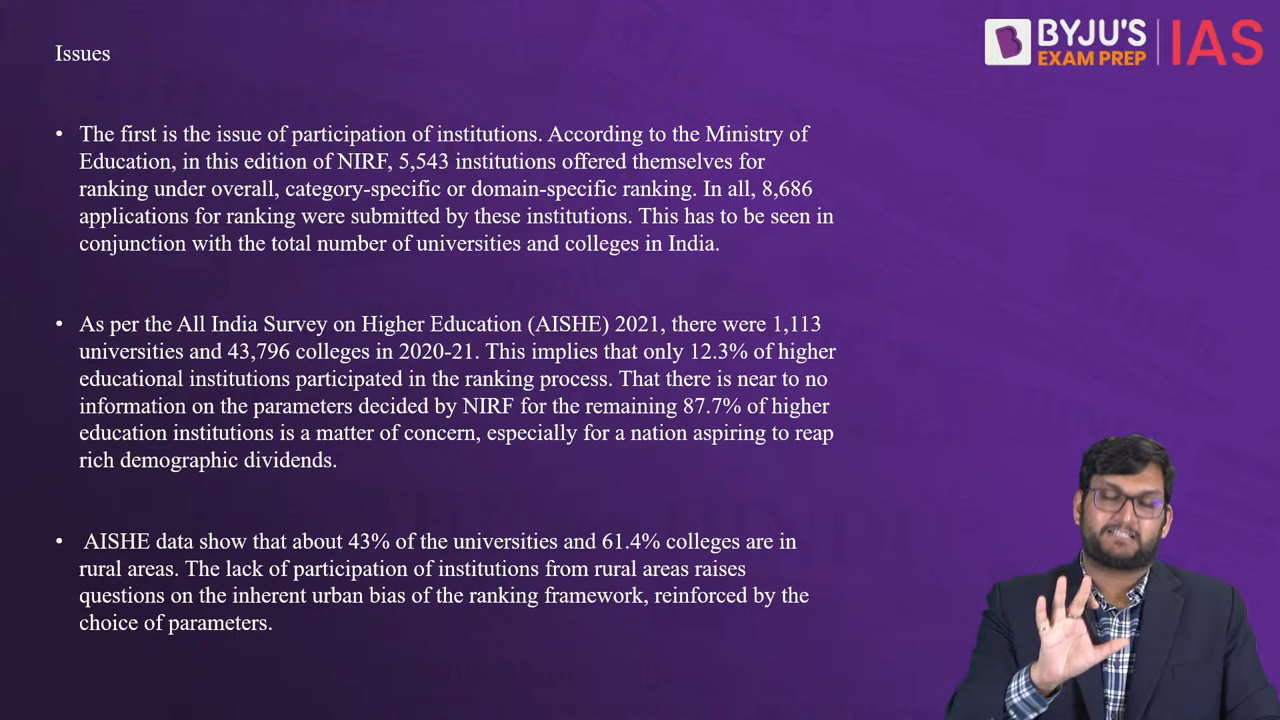 Issues
BYJU'S
EXAM PREP
IAS
• The first is the issue of participation of institutions. According to the Ministry of
Education, in this edition of NIRF, 5,543 institutions offered themselves for
ranking under overall, category-specific or domain-specific ranking. In all, 8,686
applications for ranking were submitted by these institutions. This has to be seen in
conjunction with the total number of universities and colleges in India.
• As per the All India Survey on Higher Education (AISHE) 2021, there were 1,113
universities and 43,796 colleges in 2020-21. This implies that only 12.3% of higher
educational institutions participated in the ranking process. That there is near to no
information on the parameters decided by NIRF for the remaining 87.7% of higher
education institutions is a matter of concern, especially for a nation aspiring to reap
rich demographic dividends.
• AISHE data show that about 43% of the universities and 61.4% colleges are in
rural areas. The lack of participation of institutions from rural areas raises
questions on the inherent urban bias of the ranking framework, reinforced by the
choice of parameters.